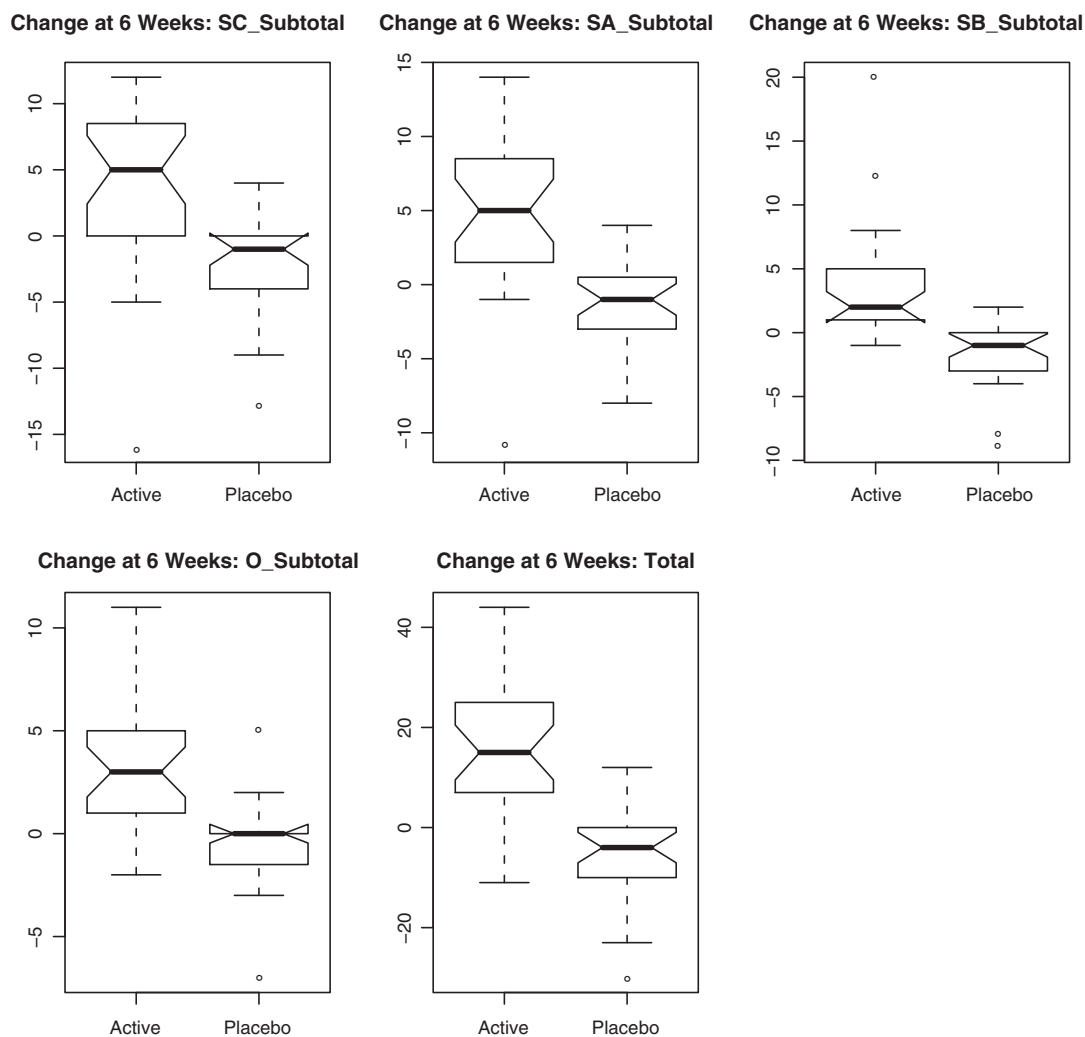 Change at 6 Weeks: SC_Subtotal
10
5
0
−5
−10
−15
Active Placebo
Change at 6 Weeks: SA_Subtotal
15
10
5
0
−5
−10
Active Placebo
Change at 6 Weeks: SB_Subtotal
20
15
10
5
0
−5
−10
Active Placebo
Change at 6 Weeks: O_Subtotal
10
5
0
−5
Active Placebo
Change at 6 Weeks: Total
40
20
0
−20
Active Placebo